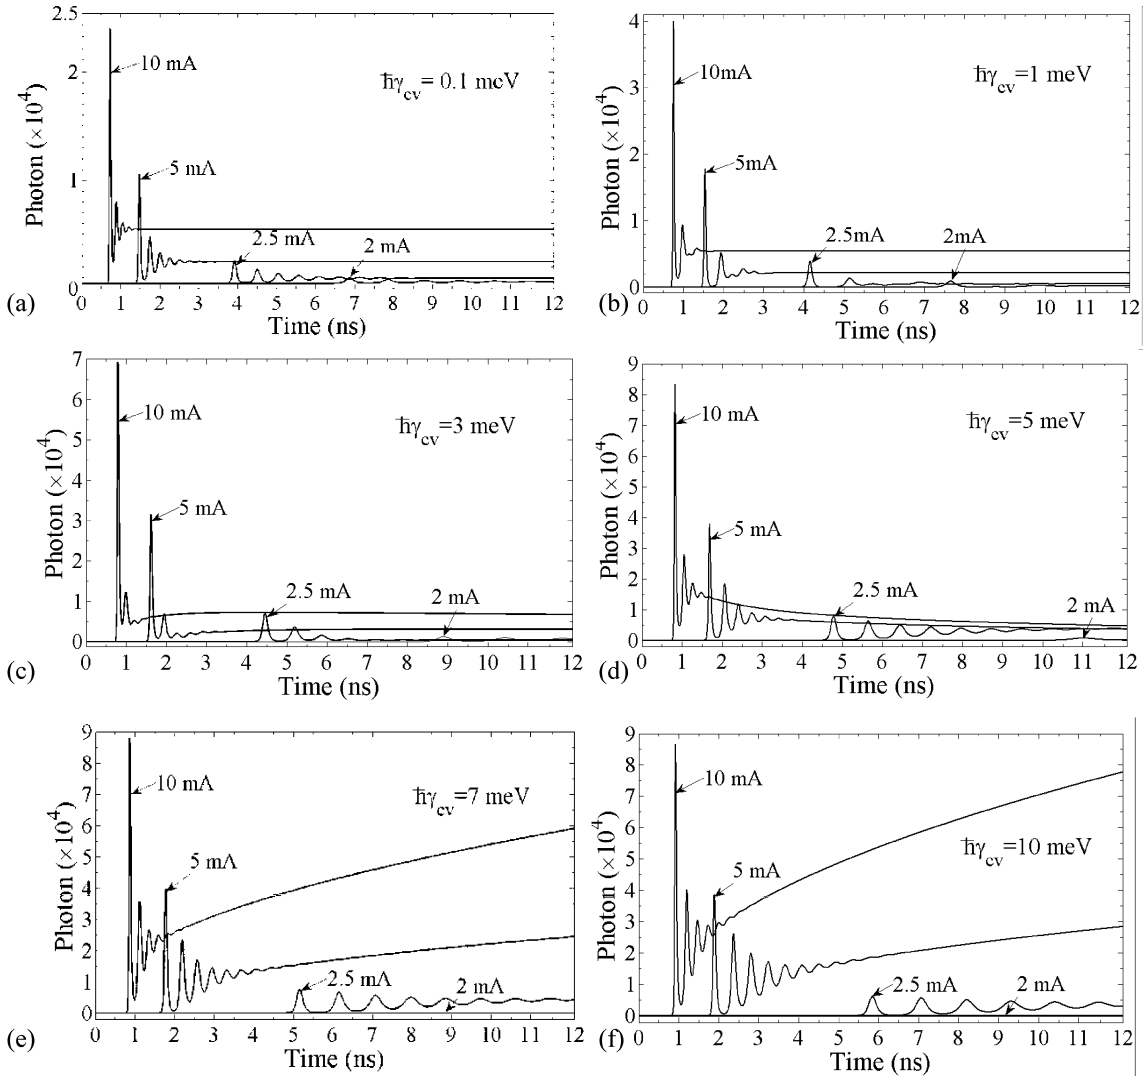 2.5
2
1
0
Photon (×10⁴)
10 mA
ħγcv = 0.1 meV
5 mA
2.5 mA
2 mA
0 1 2 3 4 5 6 7 8 9 10 11 12
Time (ns)
(a)
4
3
2
1
0
Photon (×10⁴)
10mA
ħγcv=1 meV
5mA
2.5mA
2mA
0 1 2 3 4 5 6 7 8 9 10 11 12
Time (ns)
(b)
7
6
5
4
3
2
1
0
Photon (×10⁴)
10 mA
ħγcv=3 meV
5 mA
2.5 mA
2 mA
0 1 2 3 4 5 6 7 8 9 10 11 12
Time (ns)
(c)
9
8
7
6
5
4
3
2
1
0
Photon (×10⁴)
10 mA
ħγcv=5 meV
5 mA
2.5 mA
2 mA
0 1 2 3 4 5 6 7 8 9 10 11 12
Time (ns)
(d)
9
8
7
6
5
4
3
2
1
0
Photon (×10⁴)
10 mA
ħγcv=7 meV
5 mA
2.5 mA
2 mA
0 1 2 3 4 5 6 7 8 9 10 11 12
Time (ns)
(e)
9
8
7
6
5
4
3
2
1
0
Photon (×10⁴)
10 mA
ħγcv=10 meV
5 mA
2.5 mA
2 mA
0 1 2 3 4 5 6 7 8 9 10 11 12
Time (ns)
(f)